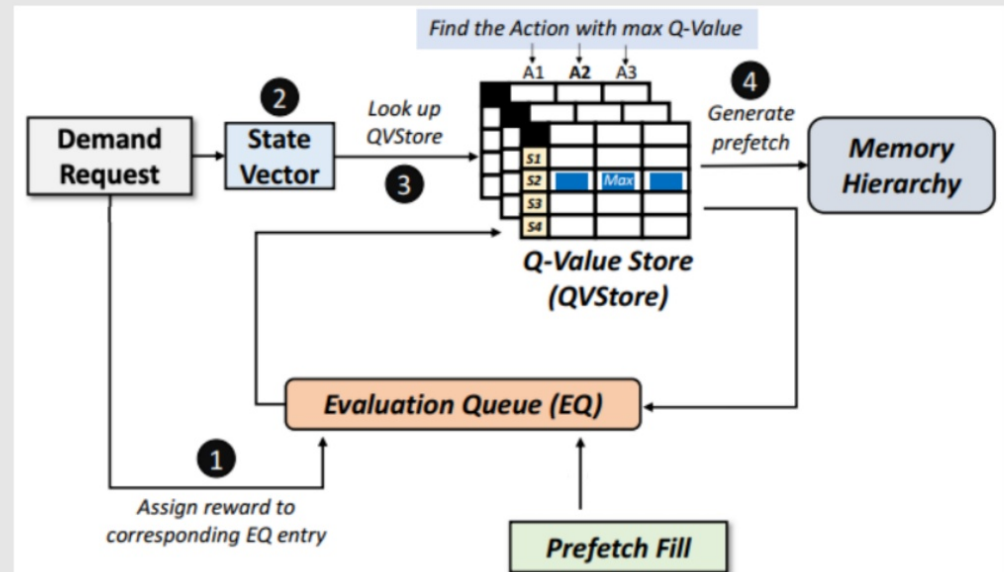 Find the Action with max Q-Value
A1 A2 A3
2
4
Demand
Request
State
Vector
Look up
QVStore
3
Generate
prefetch
Memory
Hierarchy
S1
S2 Max
S3
S4
Q-Value Store
(QVStore)
Evaluation Queue (EQ)
1
Assign reward to
corresponding EQ entry
Prefetch Fill